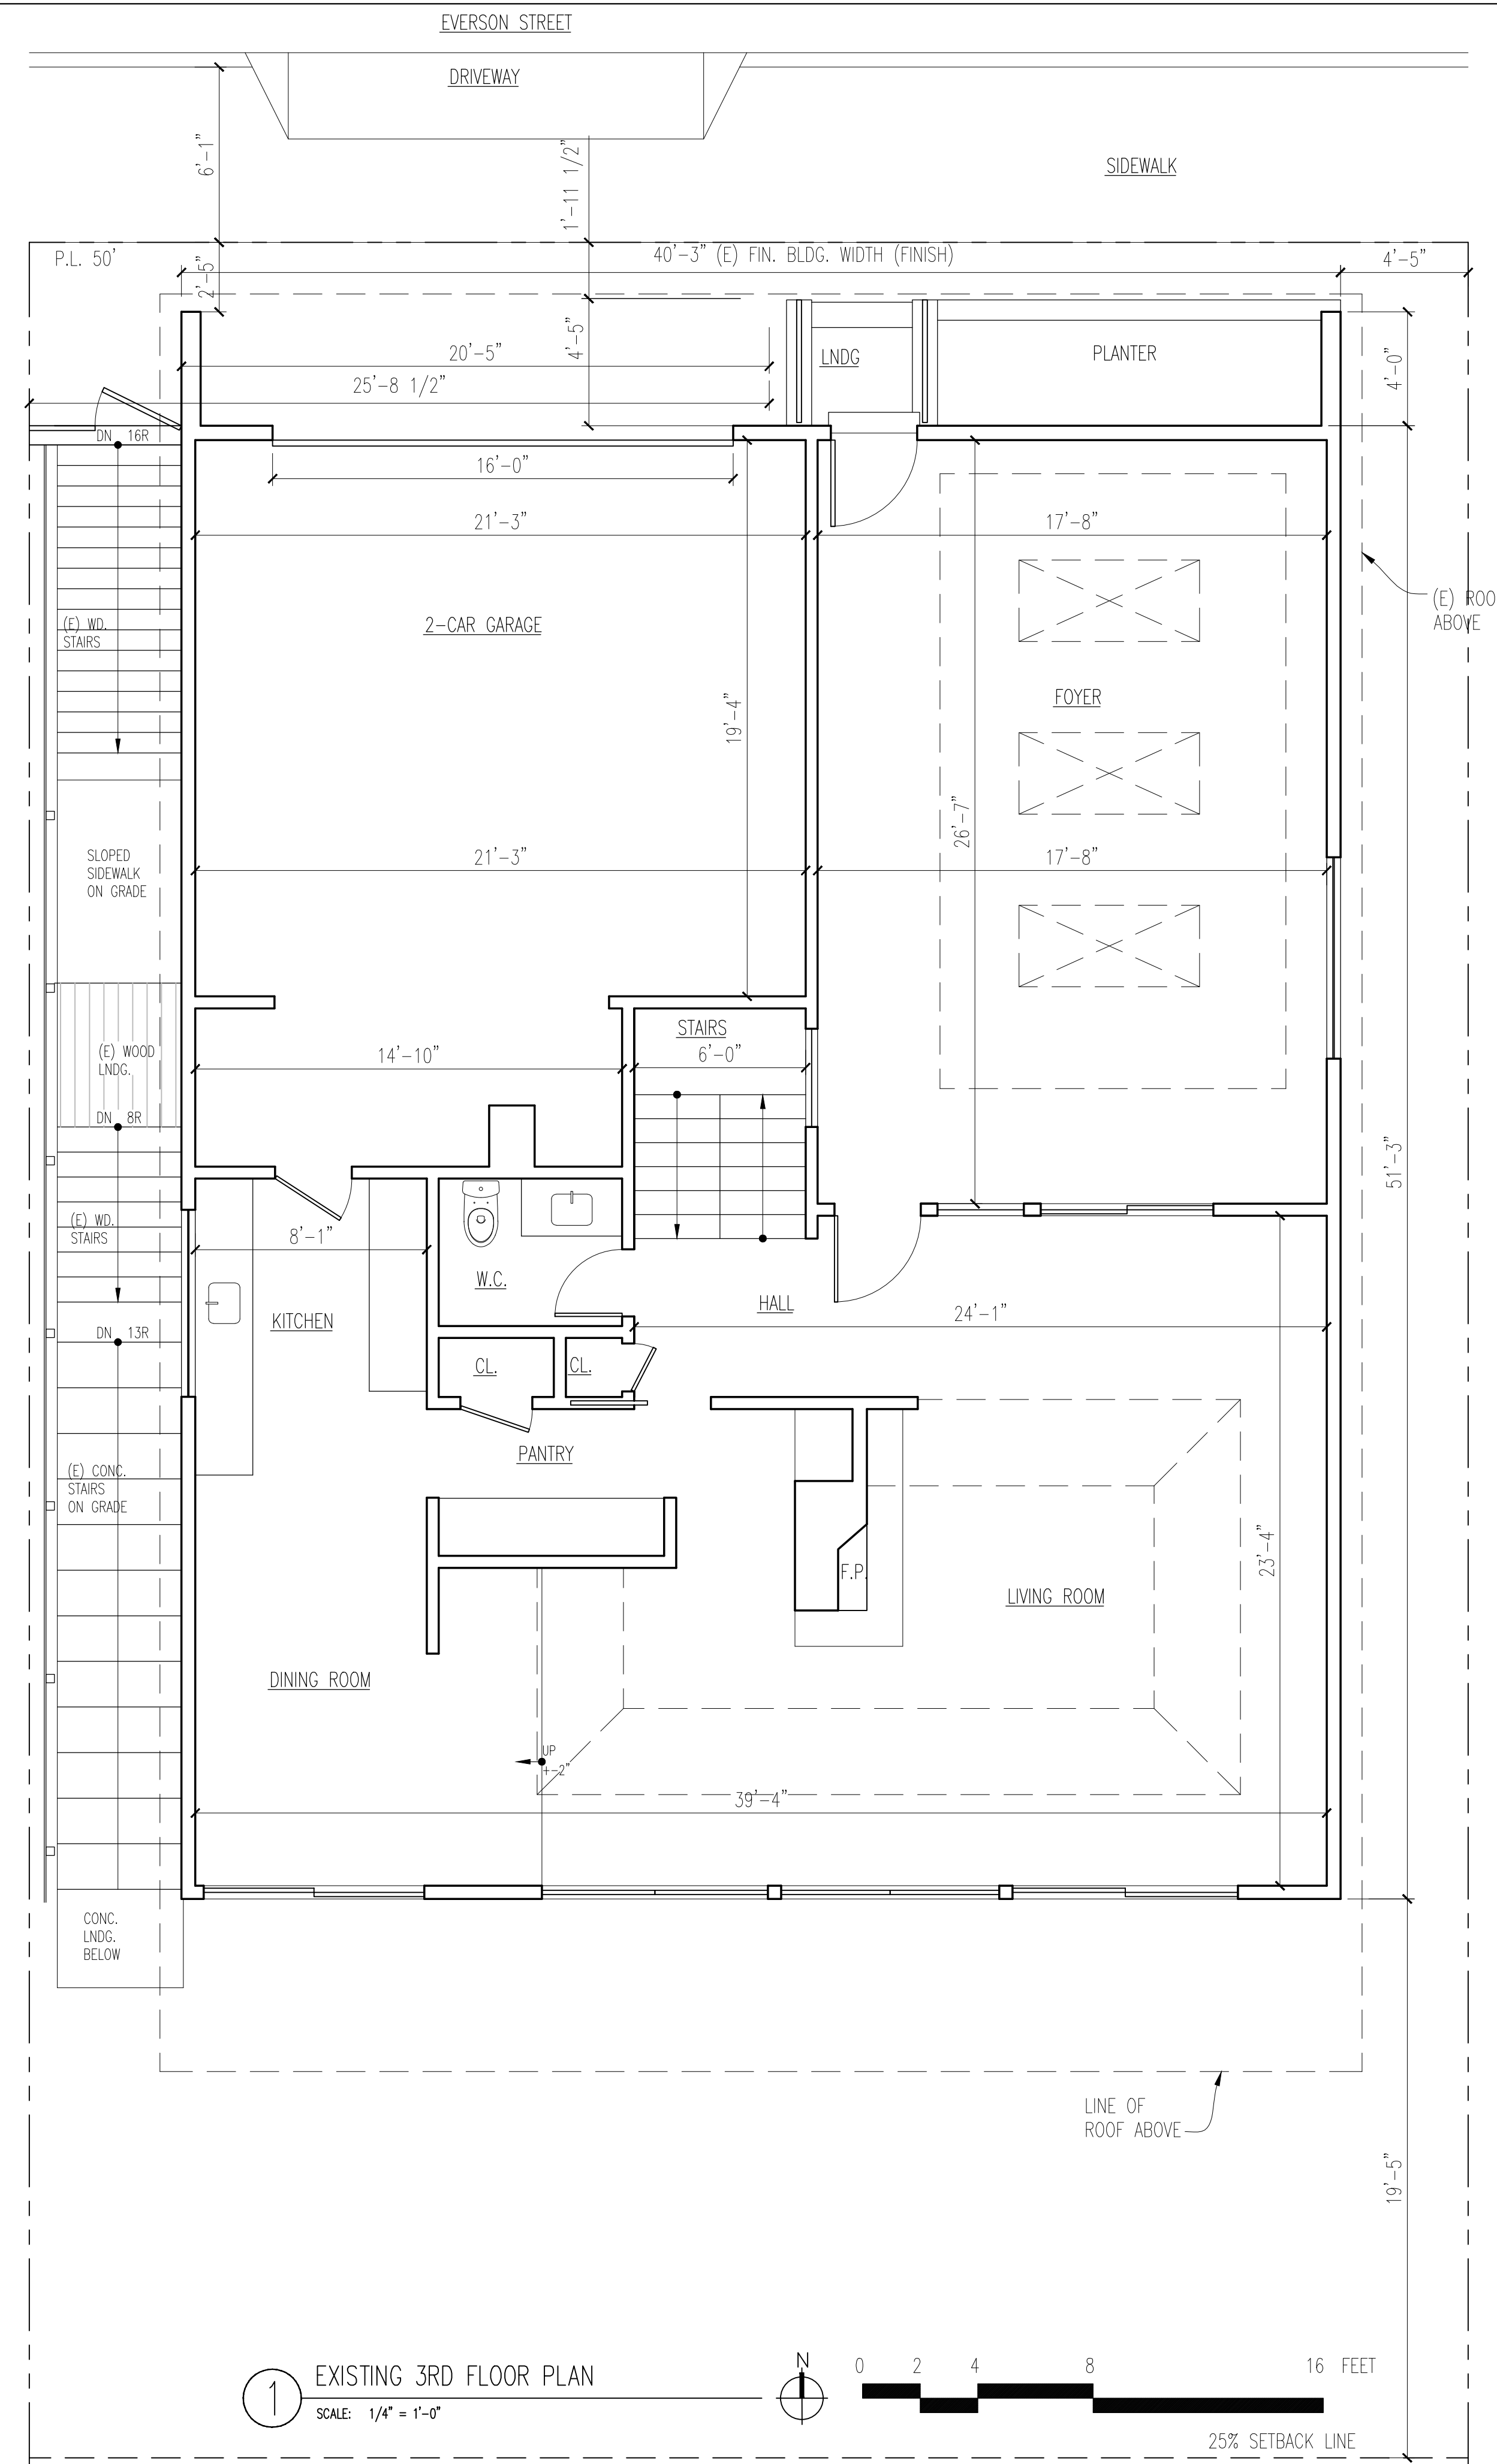 EVERSON STREET
DRIVEWAY
SIDEWALK
6'-1"
1'-11 1/2"
P.L. 50'
2'-5"
40'-3" (E) FIN. BLDG. WIDTH (FINISH)
4'-5"
20'-5"
4'-5"
25'-8 1/2"
LNDG
PLANTER
4'-0"
DN 16R
16'-0"
21'-3"
17'-8"
(E) WD.
STAIRS
2-CAR GARAGE
(E) ROO
ABOVE
FOYER
19'-4"
26'-7"
SLOPED
SIDEWALK
ON GRADE
21'-3"
17'-8"
STAIRS
6'-0"
14'-10"
(E) WOOD
LNDG.
DN 8R
51'-3"
(E) WD.
STAIRS
8'-1"
W.C.
HALL
24'-1"
KITCHEN
DN 13R
CL.
CL.
PANTRY
(E) CONC.
STAIRS
ON GRADE
23'-4"
F.P.
LIVING ROOM
DINING ROOM
UP
+-2"
39'-4"
CONC.
LNDG.
BELOW
LINE OF
ROOF ABOVE
19'-5"
1
EXISTING 3RD FLOOR PLAN
SCALE: 1/4" = 1'-0"
N
0 2 4 8 16 FEET
25% SETBACK LINE